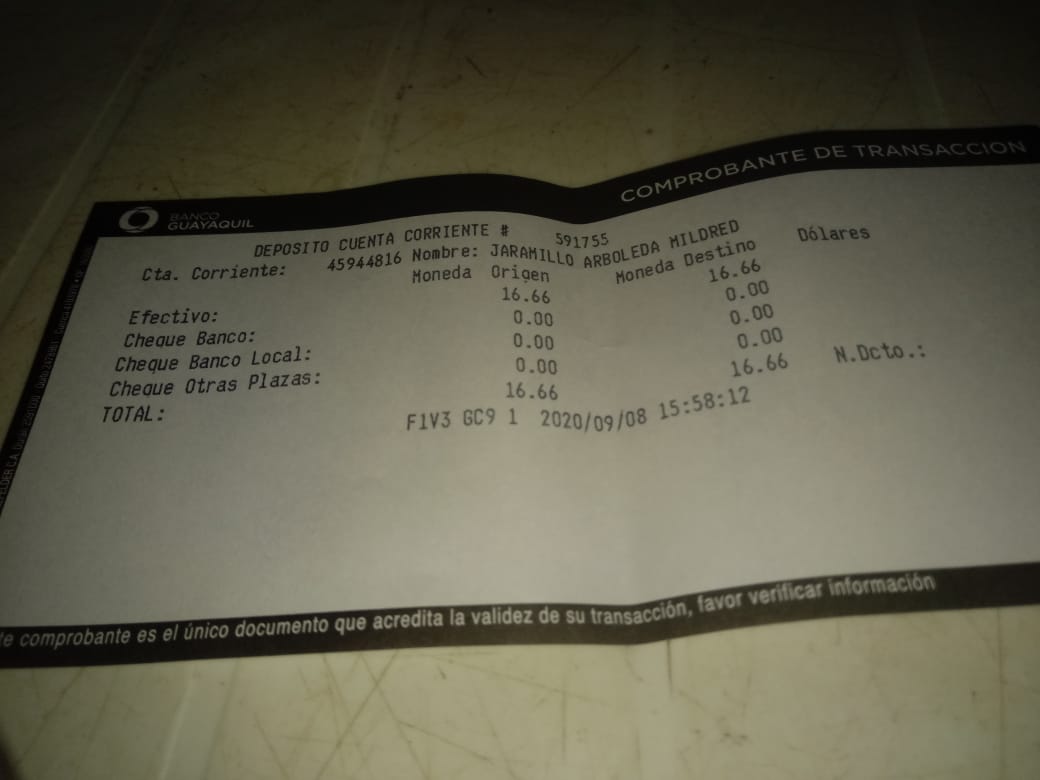 COMPROBANTE DE TRANSACCION
BANCO
GUAYAQUIL
DEPOSITO CUENTA CORRIENTE # 591755
Cta. Corriente: 45944816 Nombre: JARAMILLO ARBOLEDA MILDRED
Moneda Origen Moneda Destino Dólares
Efectivo: 16.66 16.66
Cheque Banco: 0.00 0.00
Cheque Banco Local: 0.00 0.00
Cheque Otras Plazas: 0.00 0.00
TOTAL: 16.66 16.66 N.Dcto.:
F1V3 GC9 1 2020/09/08 15:58:12
comprobante es el único documento que acredita la validez de su transacción, favor verificar información